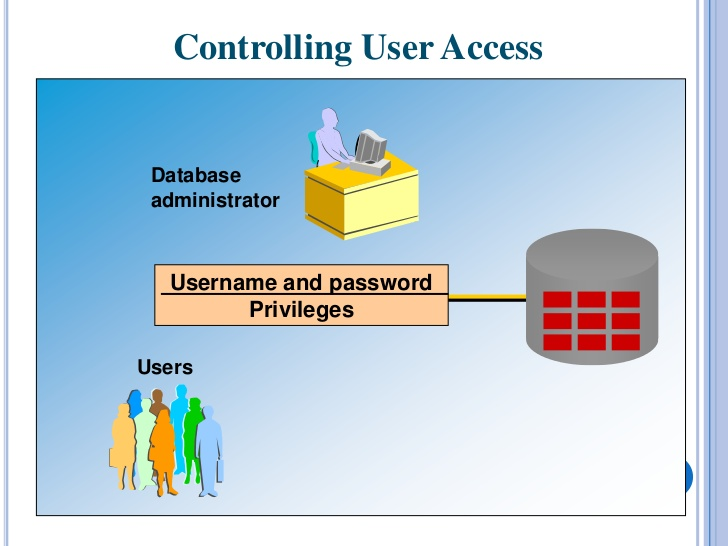 Controlling User Access
Database
administrator
Username and password
Privileges
Users